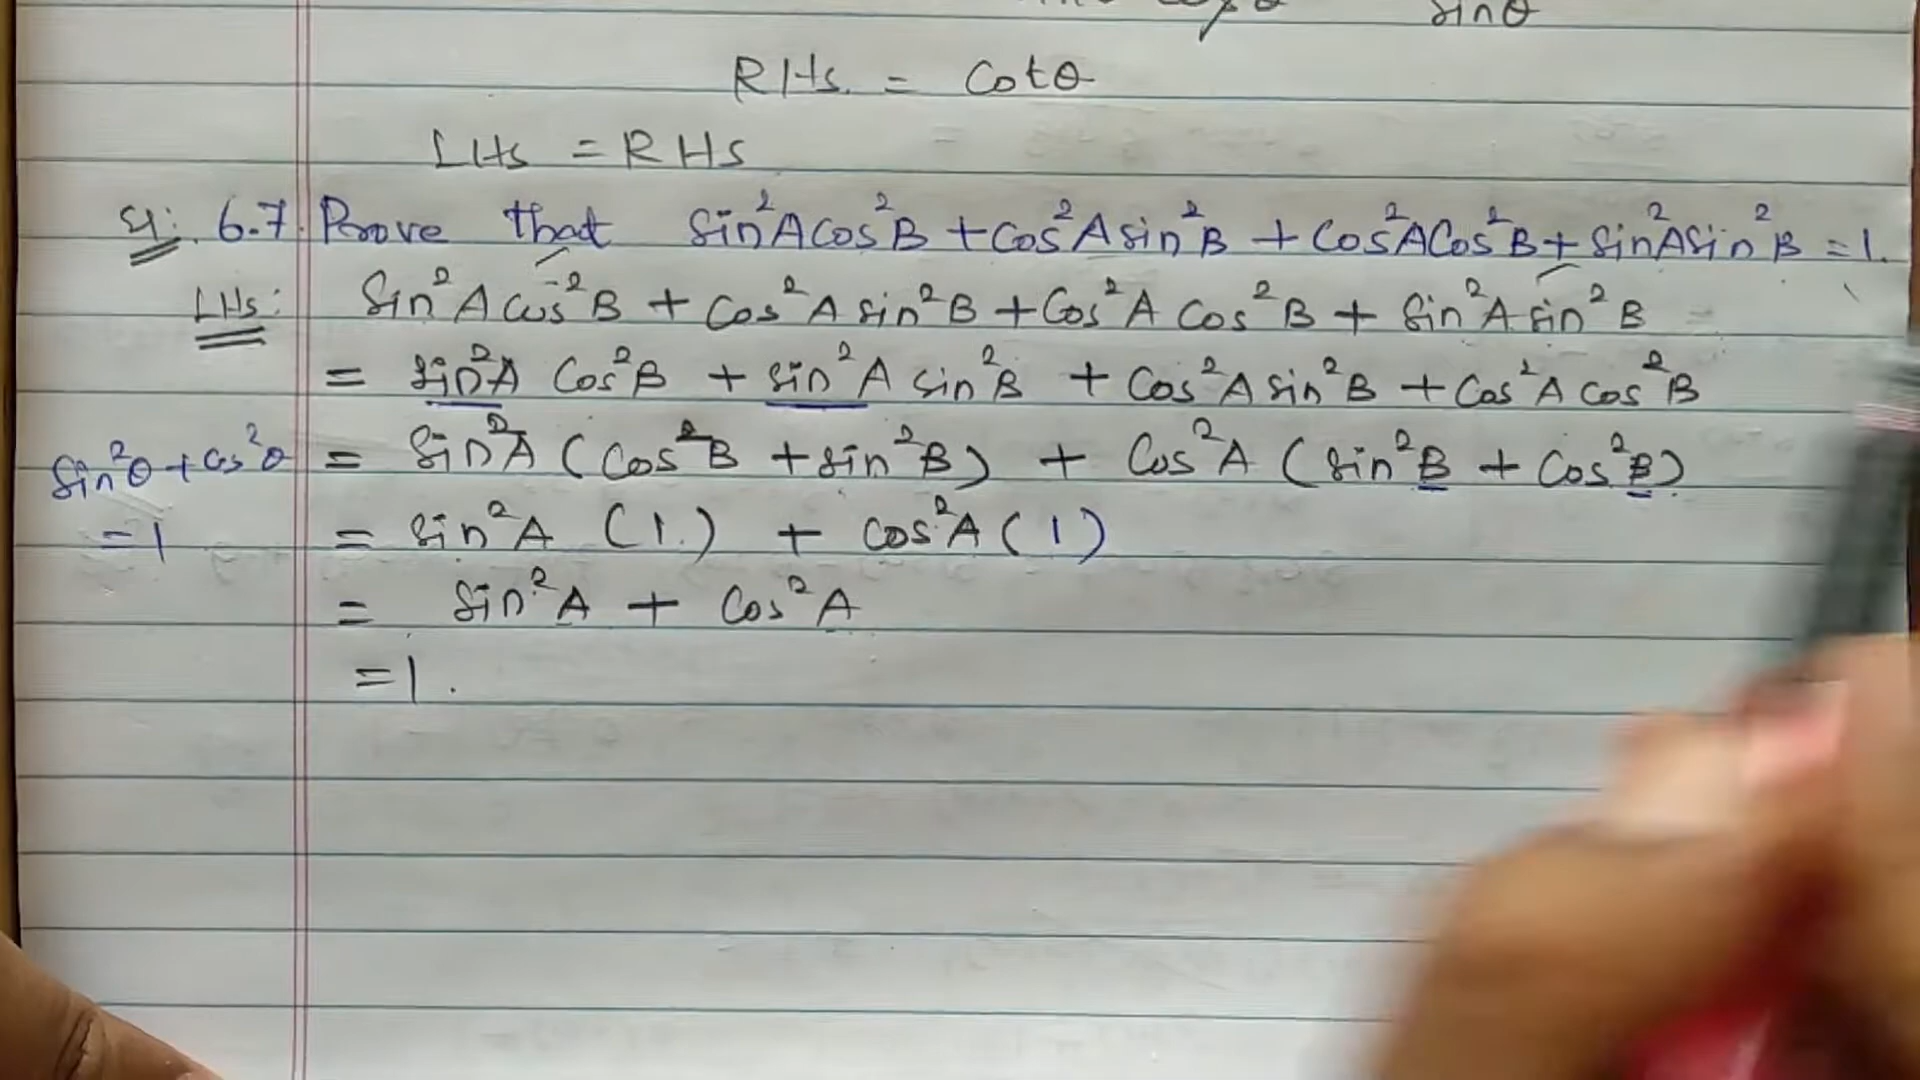 sinθ
RHS. = Cotθ
LHS = RHS
Eg: 6.7 Prove that Sin²A Cos²B + Cos²A sin²B + Cos²A Cos²B + Sin²A Sin²B = 1.
LHS: Sin²A cos²B + Cos²A sin²B + Cos²A Cos²B + Sin²A sin²B
= sin²A Cos²B + sin²A sin²B + Cos²A sin²B + Cos²A cos²B
Sin²θ + Cos²θ = Sin²A (Cos²B + sin²B) + Cos²A (sin²B + Cos²B)
= 1 = sin²A (1.) + cos²A (1)
= Sin²A + Cos²A
= 1.